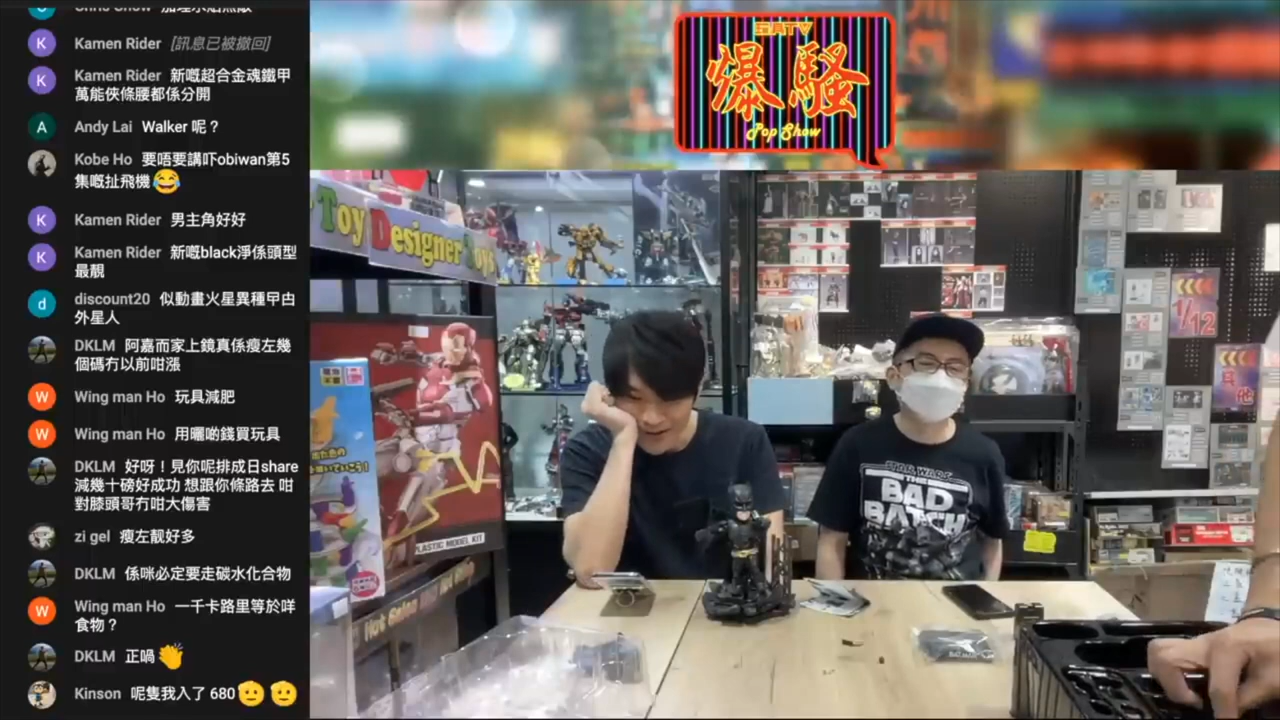 Kamen Rider [訊息已被撤回]
Kamen Rider 新嘅超合金魂鐵甲
萬能俠條腰都係分開
Andy Lai Walker 呢？
Kobe Ho 要唔要講吓obiwan第5
集嘅扯飛機😂
Kamen Rider 男主角好好
Kamen Rider 新嘅black淨係頭型
最靚
discount20 似動畫火星異種曱甴
外星人
DKLM 阿嘉而家上鏡真係瘦左幾
個碼冇以前咁漲
Wing man Ho 玩具減肥
Wing man Ho 用曬啲錢買玩具
DKLM 好呀！見你呢排成日share
減幾十磅好成功 想跟你條路去 咁
對膝頭哥冇咁大傷害
zi gel 瘦左靚好多
DKLM 係咪必定要走碳水化合物
Wing man Ho 一千卡路里等於咩
食物？
DKLM 正喎👏
Kinson 呢隻我入了 680🫡 🫡
爆騷
Pop Show
Toy Designer Toys
PLASTIC MODEL KIT
STAR WARS
THE
BAD
BATCH
1/12
其他
BATMAN